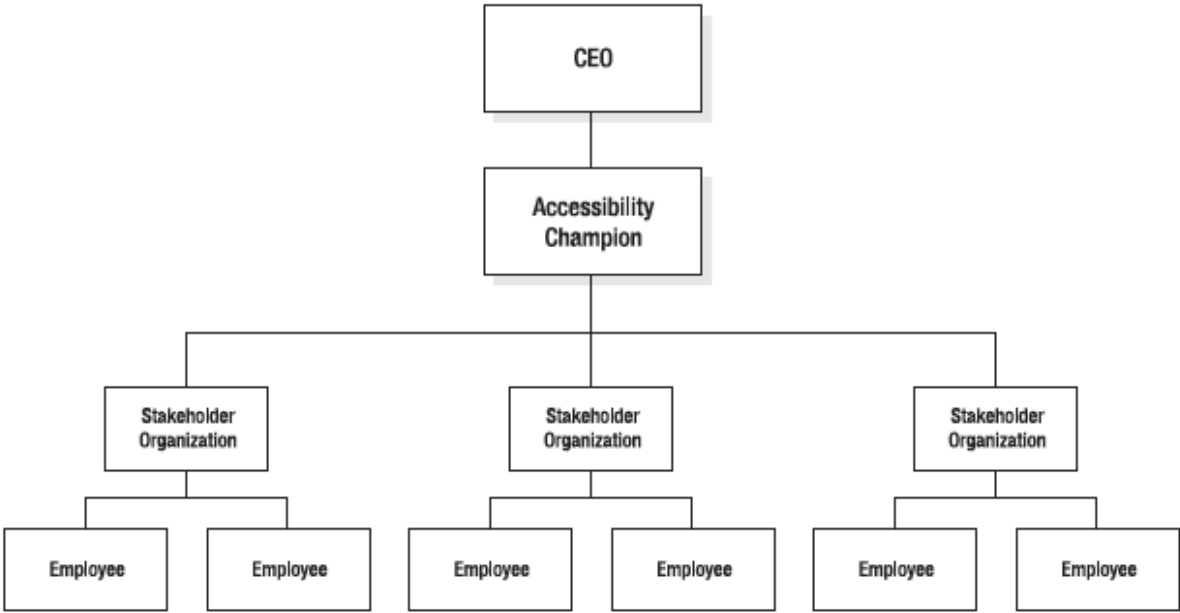 CEO
Accessibility
Champion
Stakeholder
Organization
Stakeholder
Organization
Stakeholder
Organization
Employee
Employee
Employee
Employee
Employee
Employee